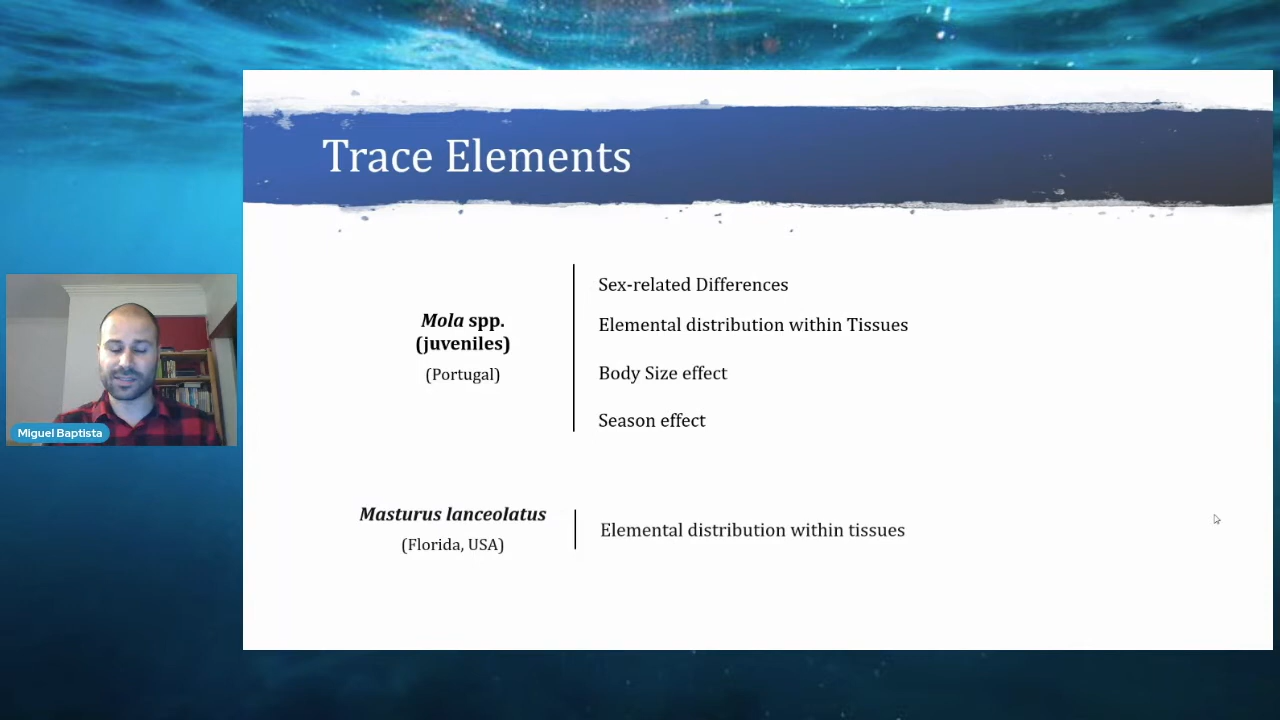 Trace Elements
Sex-related Differences
Mola spp.
(juveniles)
(Portugal)
Elemental distribution within Tissues
Body Size effect
Season effect
Miguel Baptista
Masturus lanceolatus
(Florida, USA)
Elemental distribution within tissues